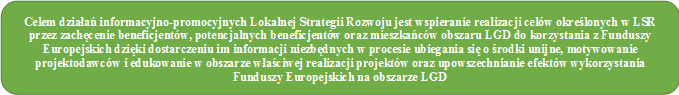 Celem działań informacyjno-promocyjnych Lokalnej Strategii Rozwoju jest wspieranie realizacji celów określonych w LSR
przez zachęcenie beneficjentów, potencjalnych beneficjentów oraz mieszkańców obszaru LGD do korzystania z Funduszy
Europejskich dzięki dostarczeniu im informacji niezbędnych w procesie ubiegania się o środki unijne, motywowanie
projektodawców i edukowanie w obszarze właściwej realizacji projektów oraz upowszechnianie efektów wykorzystania
Funduszy Europejskich na obszarze LGD